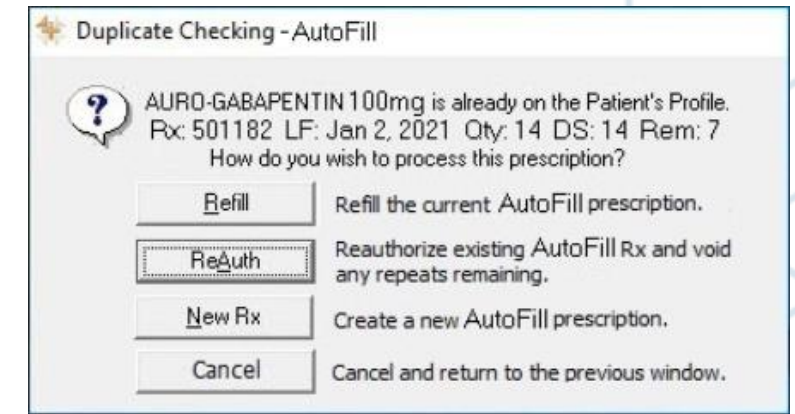 Duplicate Checking - AutoFill
?
AURO-GABAPENTIN 100mg is already on the Patient's Profile.
Rx: 501182 LF: Jan 2, 2021 Qty: 14 DS: 14 Rem: 7
How do you wish to process this prescription?
Refill Refill the current AutoFill prescription.
ReAuth Reauthorize existing AutoFill Rx and void
any repeats remaining.
New Rx Create a new AutoFill prescription.
Cancel Cancel and return to the previous window.